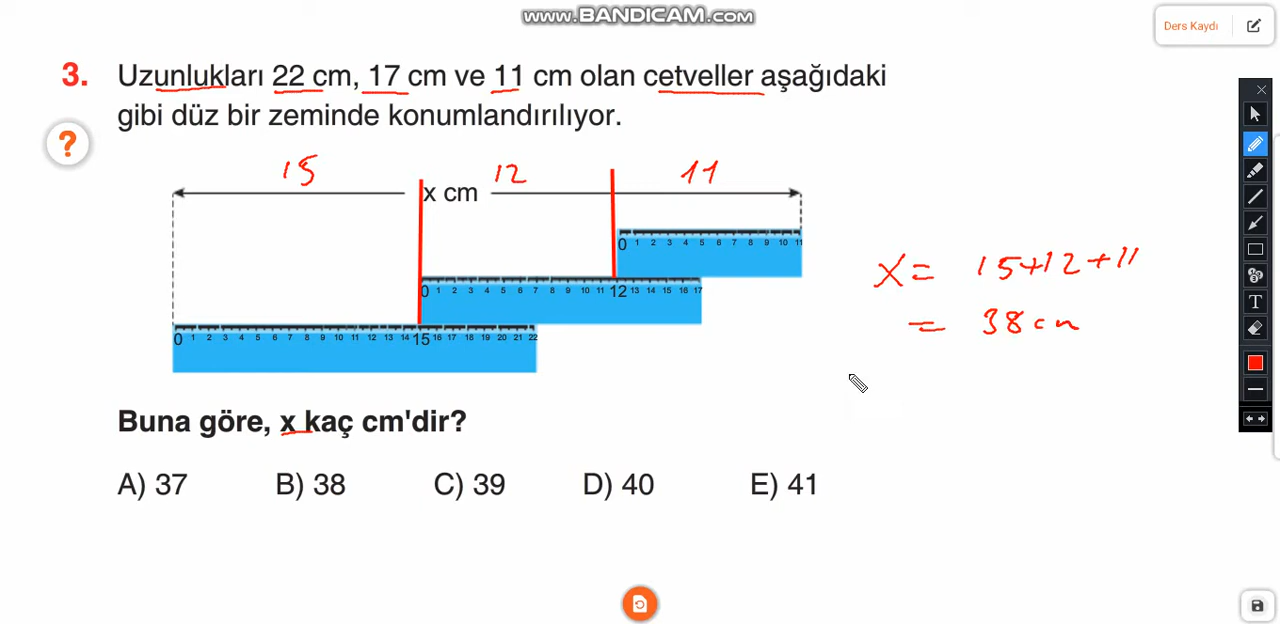 www.BANDICAM.com
Ders Kaydı
3. Uzunlukları 22 cm, 17 cm ve 11 cm olan cetveller aşağıdaki
gibi düz bir zeminde konumlandırılıyor.
?
15 12 11
x cm
0 1 2 3 4 5 6 7 8 9 10 11
x = 15+12+11
0 1 2 3 4 5 6 7 8 9 10 11 12 13 14 15 16 17
= 38 cm
0 1 2 3 4 5 6 7 8 9 10 11 12 13 14 15 16 17 18 19 20 21 22
Buna göre, x kaç cm'dir?
A) 37 B) 38 C) 39 D) 40 E) 41
T